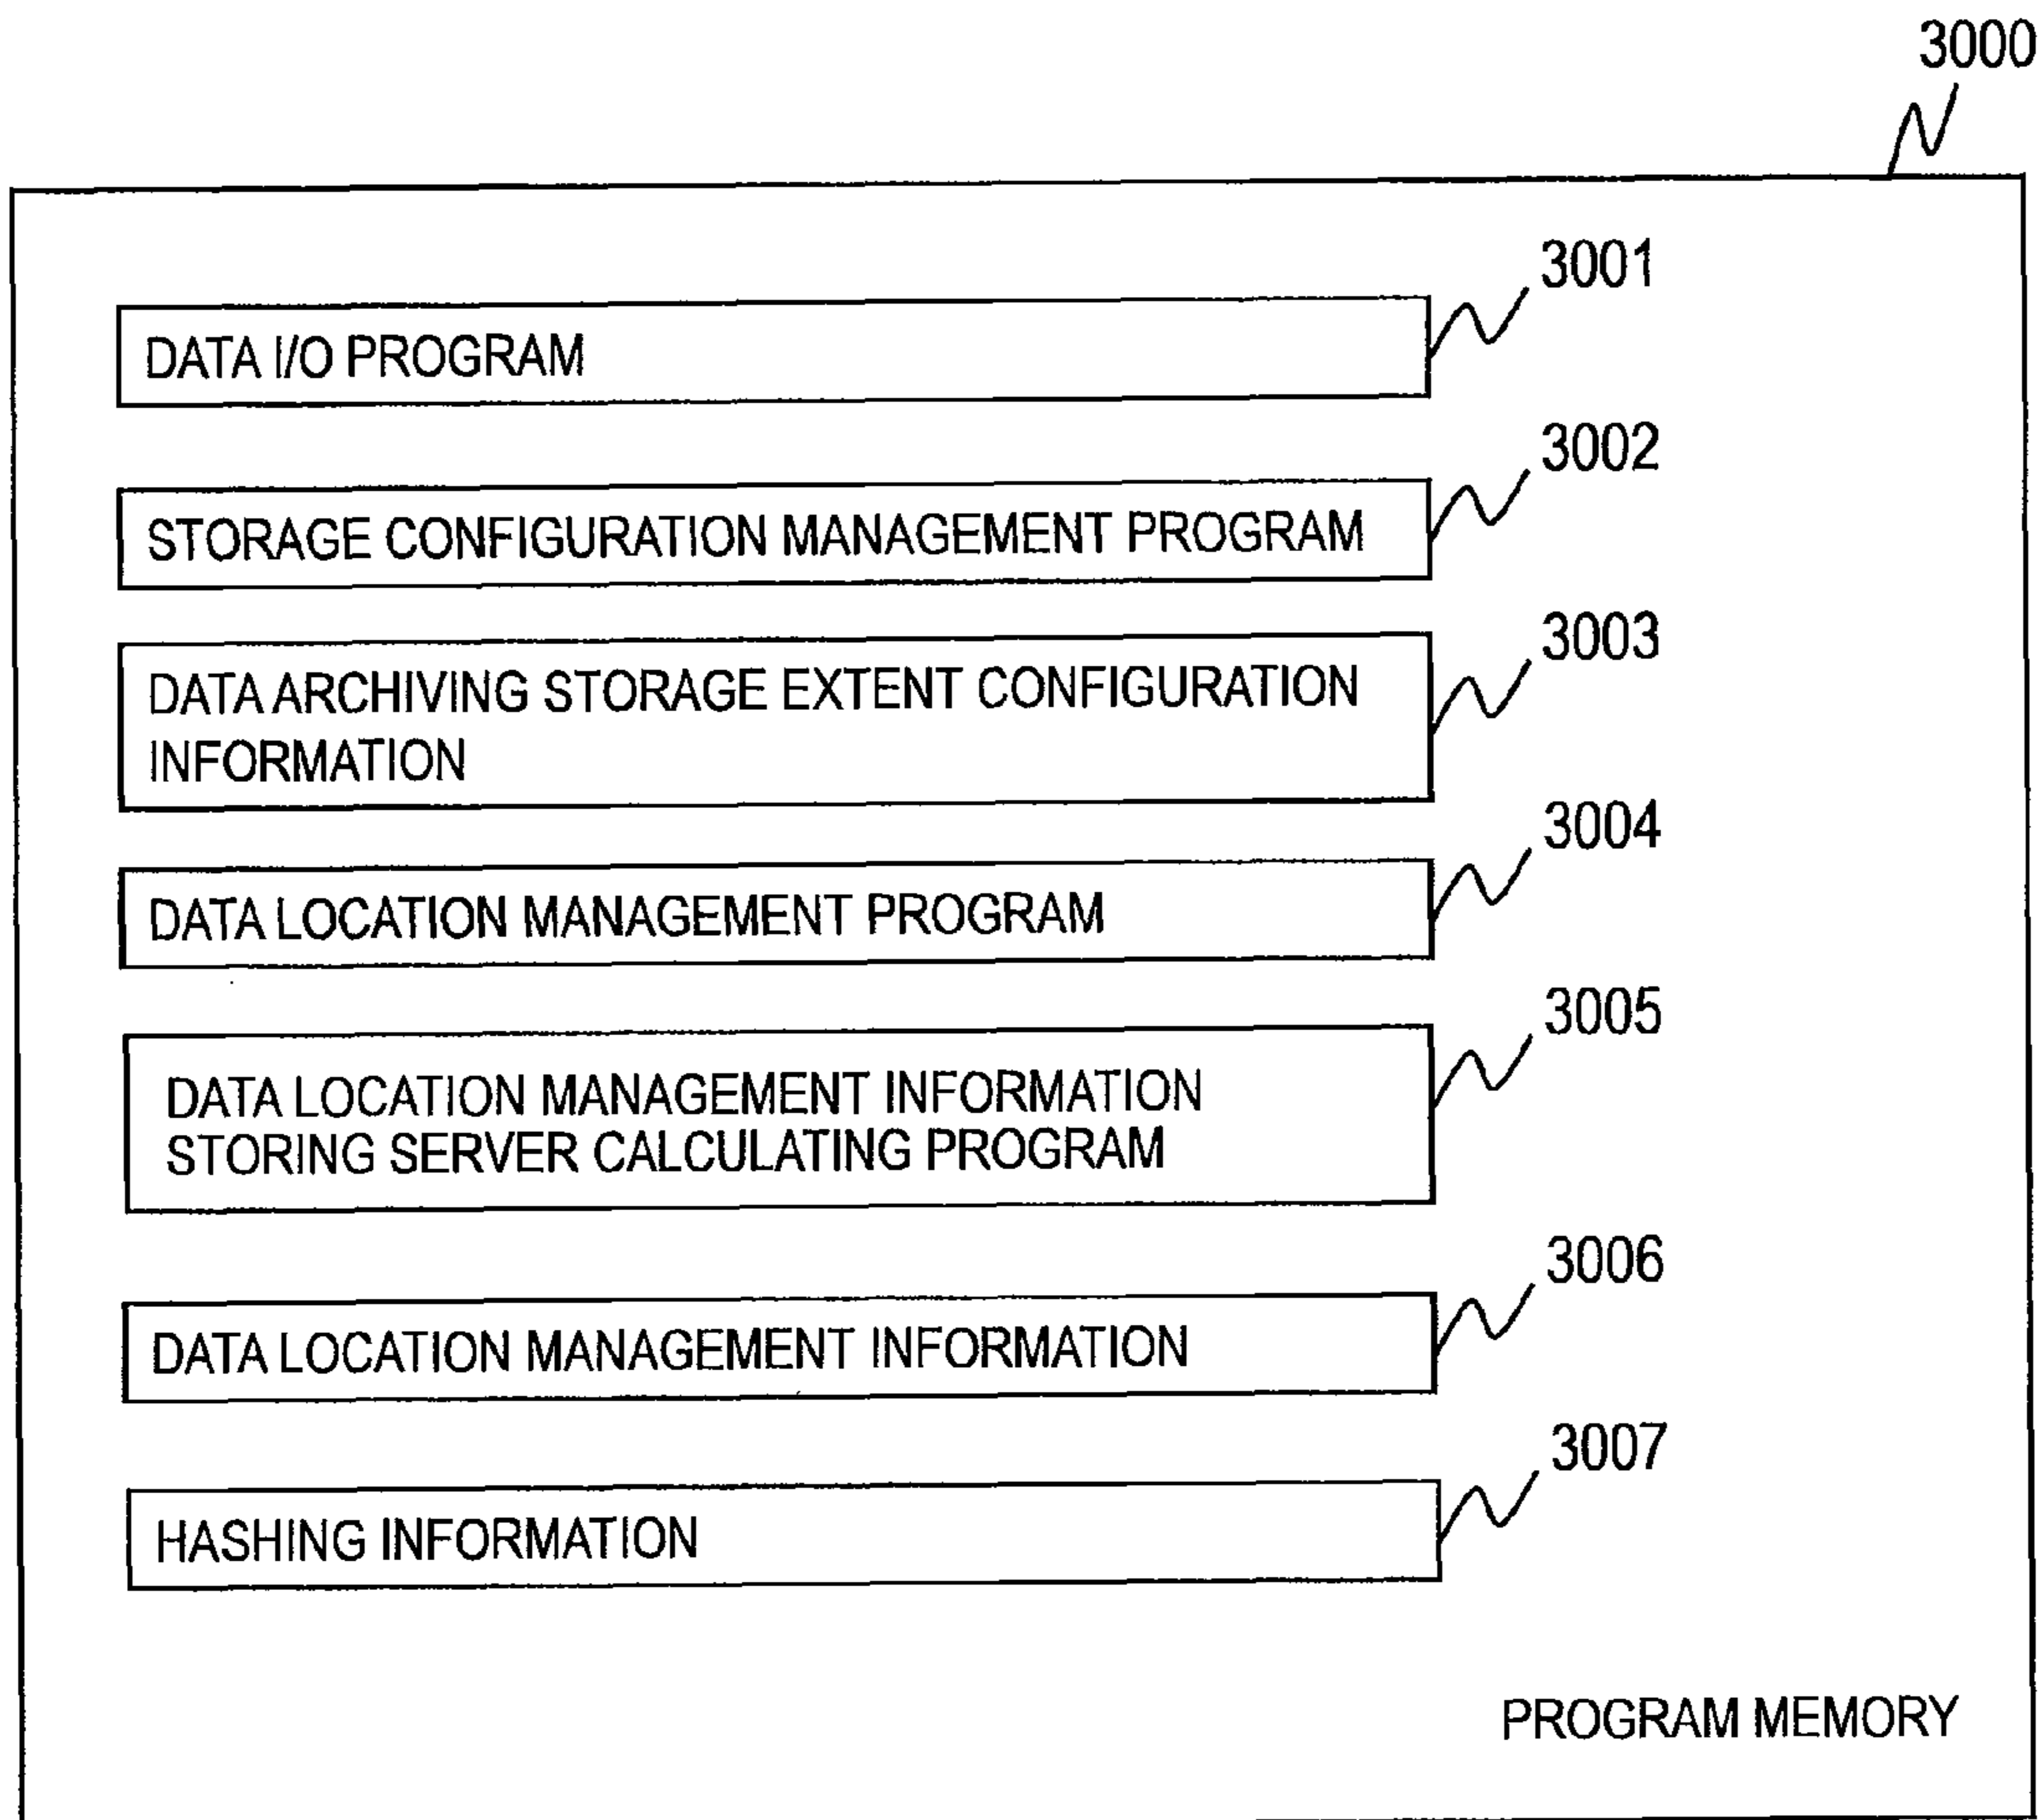 3000
3001
DATA I/O PROGRAM
3002
STORAGE CONFIGURATION MANAGEMENT PROGRAM
3003
DATA ARCHIVING STORAGE EXTENT CONFIGURATION
INFORMATION
3004
DATA LOCATION MANAGEMENT PROGRAM
3005
DATA LOCATION MANAGEMENT INFORMATION
STORING SERVER CALCULATING PROGRAM
3006
DATA LOCATION MANAGEMENT INFORMATION
3007
HASHING INFORMATION
PROGRAM MEMORY